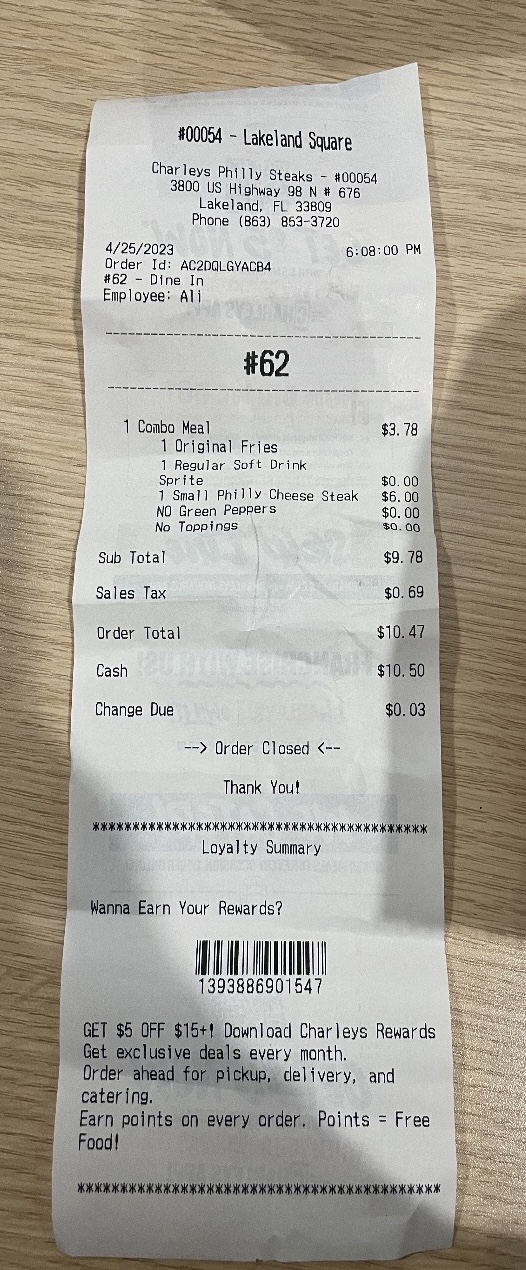 #00054 - Lakeland Square
Charleys Philly Steaks - #00054
3800 US Highway 98 N # 676
Lakeland, FL 33809
Phone (863) 853-3720
4/25/2023 6:08:00 PM
Order Id: AC2DQLGYACB4
#62 - Dine In
Employee: Ali
#62
1 Combo Meal $3.78
1 Original Fries
1 Regular Soft Drink
Sprite $0.00
1 Small Philly Cheese Steak $6.00
NO Green Peppers $0.00
No Toppings $0.00
Sub Total $9.78
Sales Tax $0.69
Order Total $10.47
Cash $10.50
Change Due $0.03
--> Order Closed <--
Thank You!
****************************************
Loyalty Summary
Wanna Earn Your Rewards?
1393886901547
GET $5 OFF $15+! Download Charleys Rewards
Get exclusive deals every month.
Order ahead for pickup, delivery, and
catering.
Earn points on every order. Points = Free
Food!
****************************************